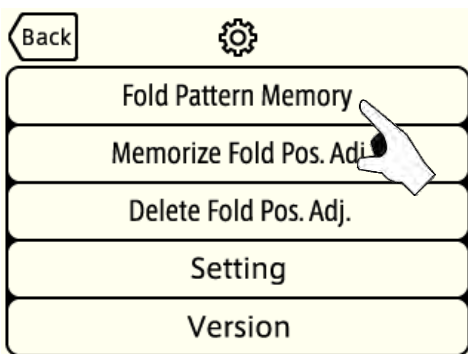 Back
Fold Pattern Memory
Memorize Fold Pos. Adj
Delete Fold Pos. Adj.
Setting
Version